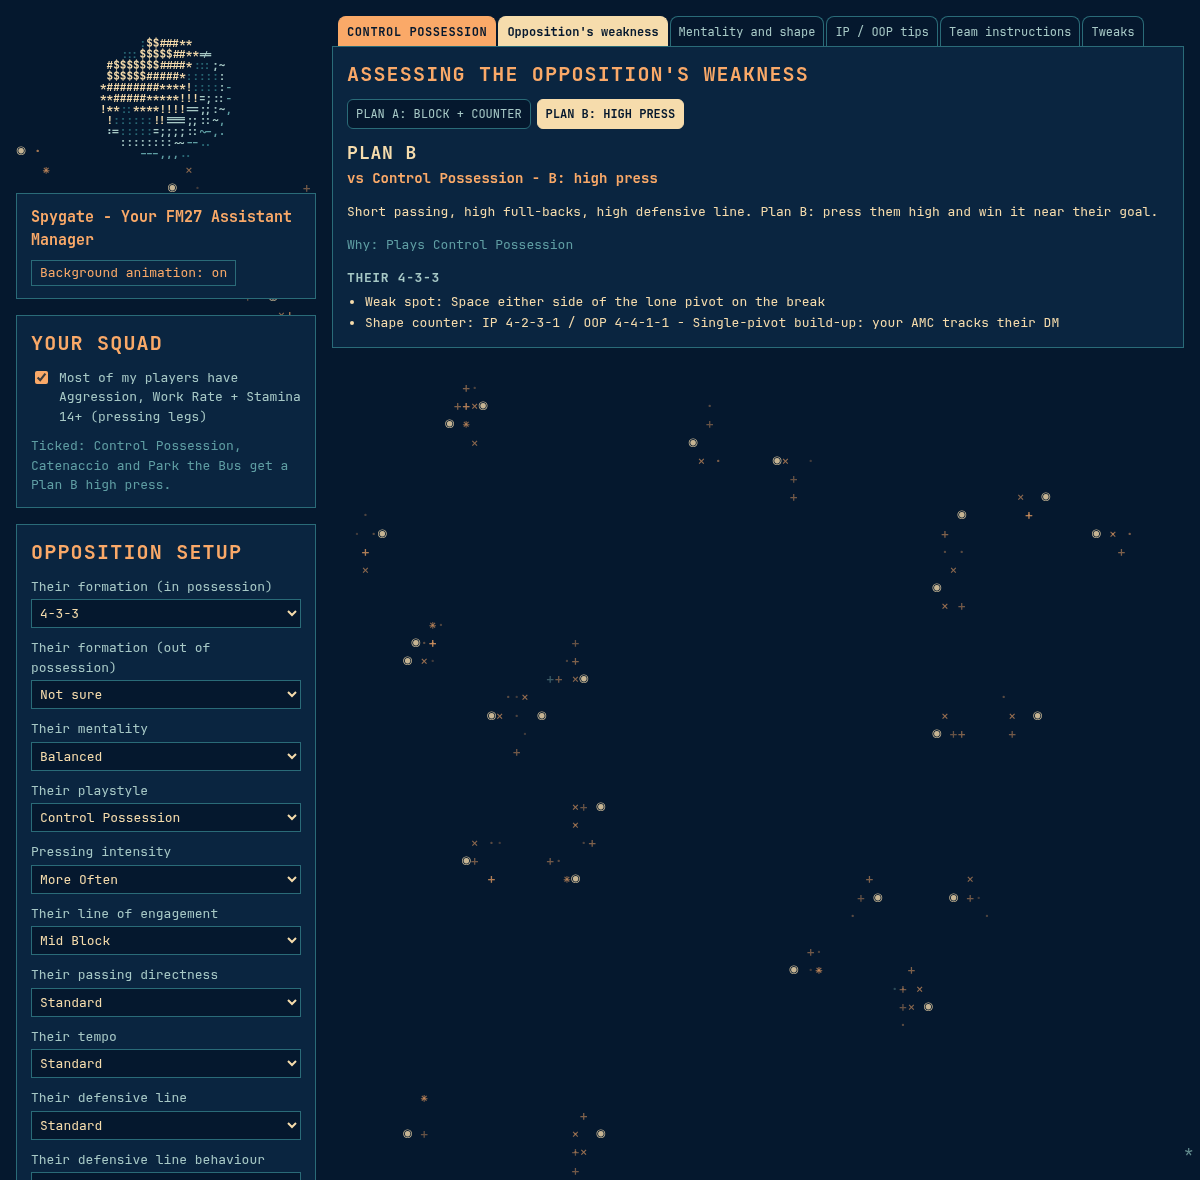 CONTROL POSSESSION
Opposition's weakness
Mentality and shape
IP / OOP tips
Team instructions
Tweaks
Spygate - Your FM27 Assistant
Manager
Background animation: on
YOUR SQUAD
Most of my players have
Aggression, Work Rate + Stamina
14+ (pressing legs)
Ticked: Control Possession,
Catenaccio and Park the Bus get a
Plan B high press.
OPPOSITION SETUP
Their formation (in possession)
4-3-3
Their formation (out of
possession)
Not sure
Their mentality
Balanced
Their playstyle
Control Possession
Pressing intensity
More Often
Their line of engagement
Mid Block
Their passing directness
Standard
Their tempo
Standard
Their defensive line
Standard
Their defensive line behaviour
ASSESSING THE OPPOSITION'S WEAKNESS
PLAN A: BLOCK + COUNTER
PLAN B: HIGH PRESS
PLAN B
vs Control Possession - B: high press
Short passing, high full-backs, high defensive line. Plan B: press them high and win it near their goal.
Why: Plays Control Possession
THEIR 4-3-3
• Weak spot: Space either side of the lone pivot on the break
• Shape counter: IP 4-2-3-1 / OOP 4-4-1-1 - Single-pivot build-up: your AMC tracks their DM